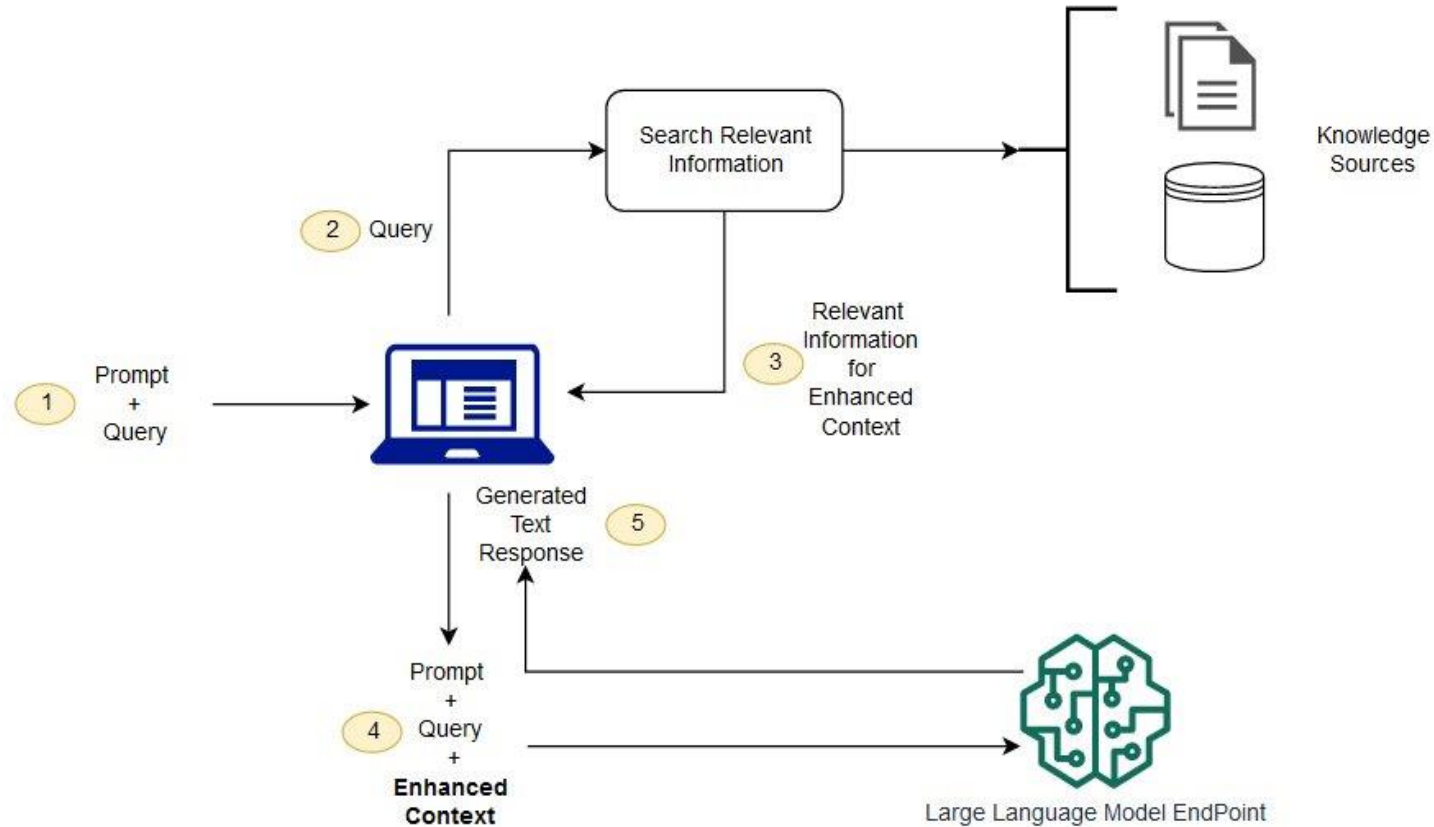 Search Relevant
Information
Knowledge
Sources
2
Query
Relevant
Information
for
Enhanced
Context
3
1
Prompt
+
Query
Generated
Text
Response
5
Prompt
+
4
Query
+
Enhanced
Context
Large Language Model EndPoint